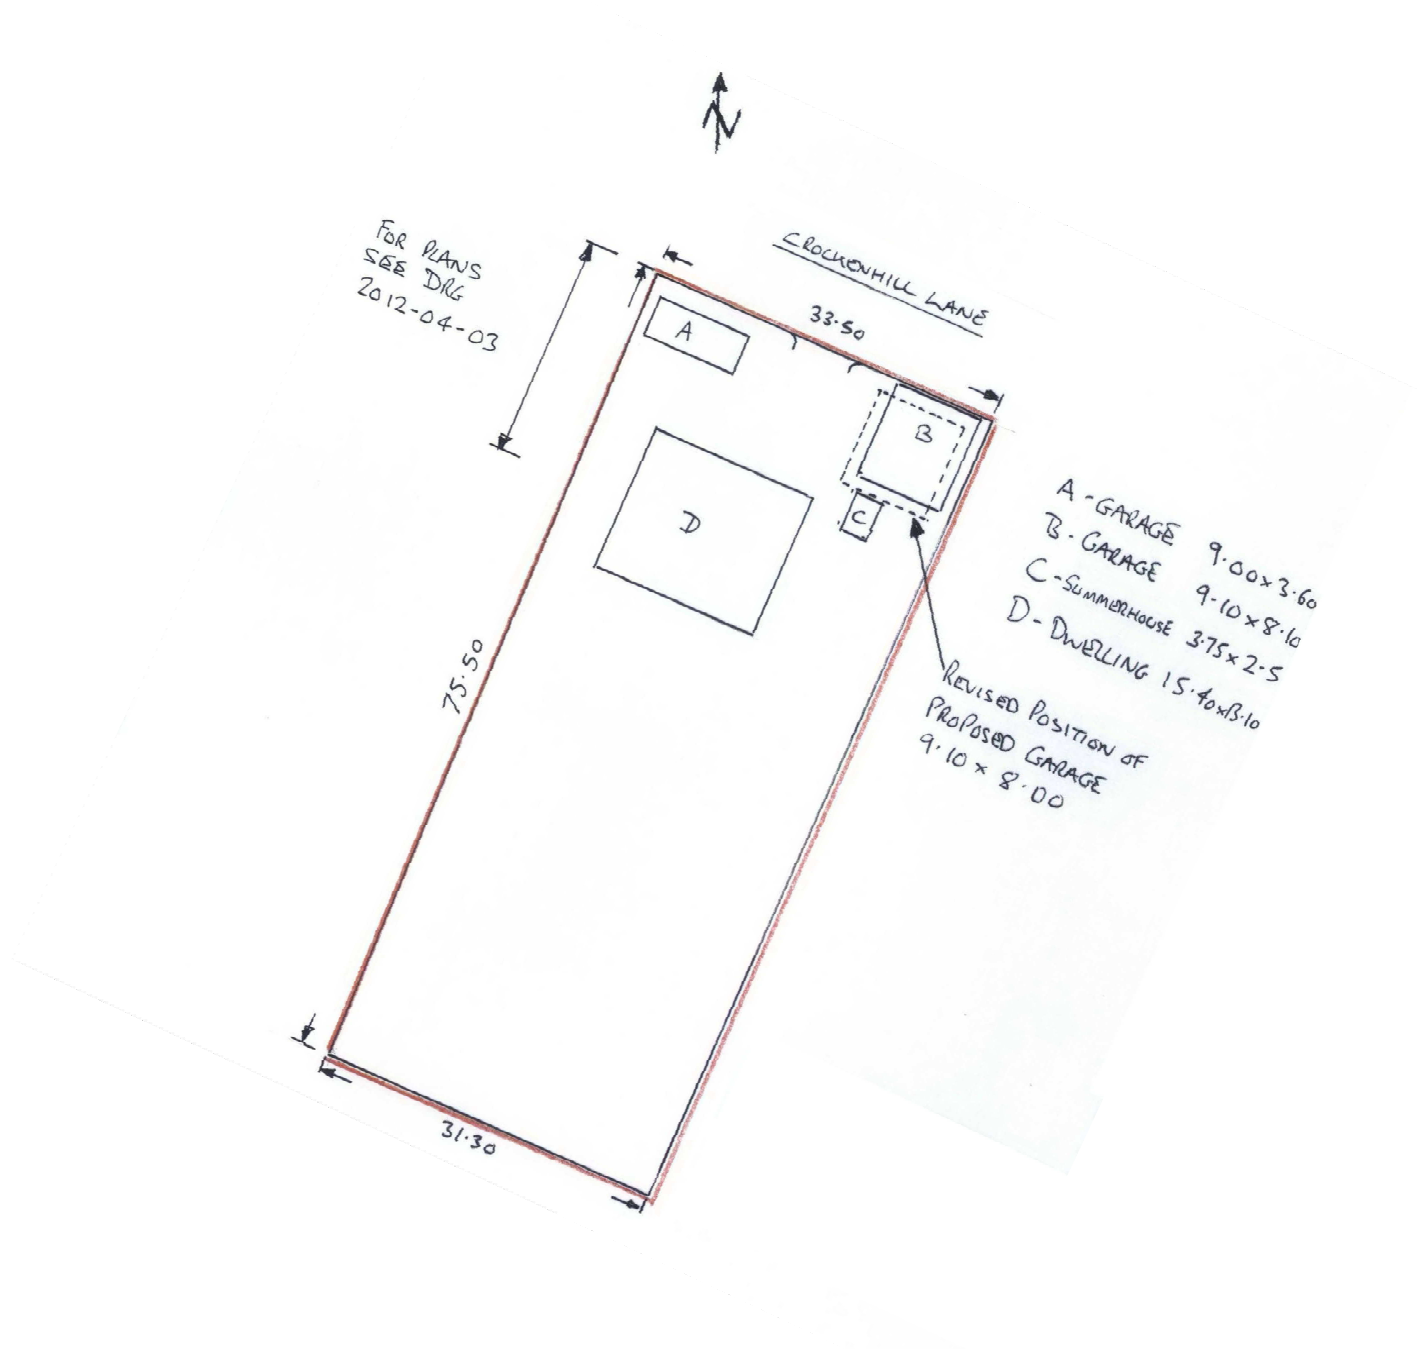 N
CROCKENHILL LANE
FOR PLANS
SEE DRG
2012-04-03
33.50
A
B
C
D
75.50
31.30
A - GARAGE 9.00 x 3.60
B - GARAGE 9.10 x 8.10
C - SUMMERHOUSE 3.75 x 2.5
D - DWELLING 15.40 x 13.10
REVISED POSITION OF
PROPOSED GARAGE
9.10 x 8.00